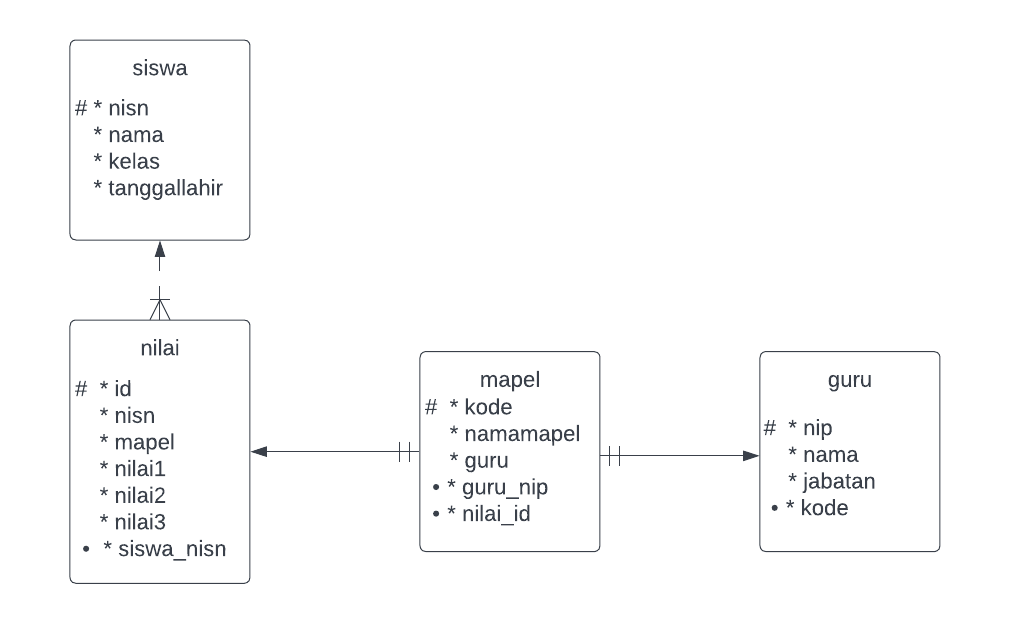 siswa
# * nisn
* nama
* kelas
* tanggallahir
nilai
# * id
* nisn
* mapel
* nilai1
* nilai2
* nilai3
• * siswa_nisn
mapel
# * kode
* namamapel
* guru
• * guru_nip
• * nilai_id
guru
# * nip
* nama
* jabatan
• * kode